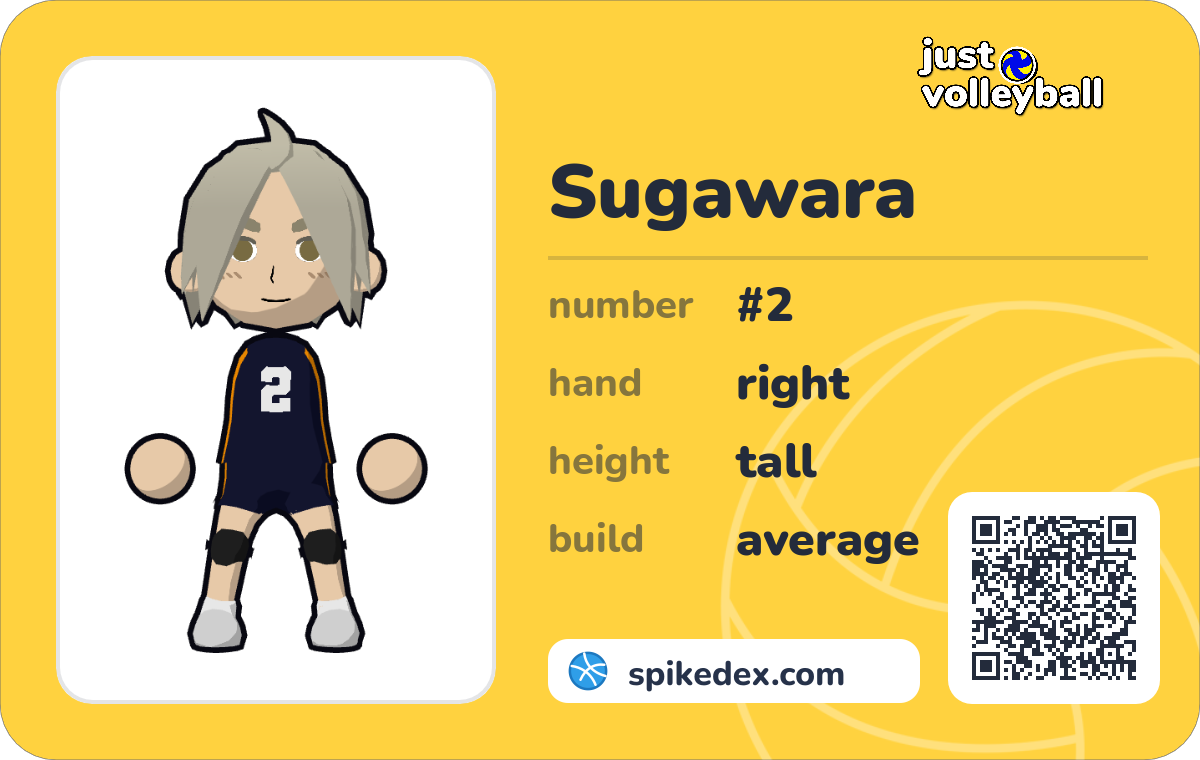 just
volleyball
Sugawara
number #2
hand right
height tall
build average
2
spikedex.com